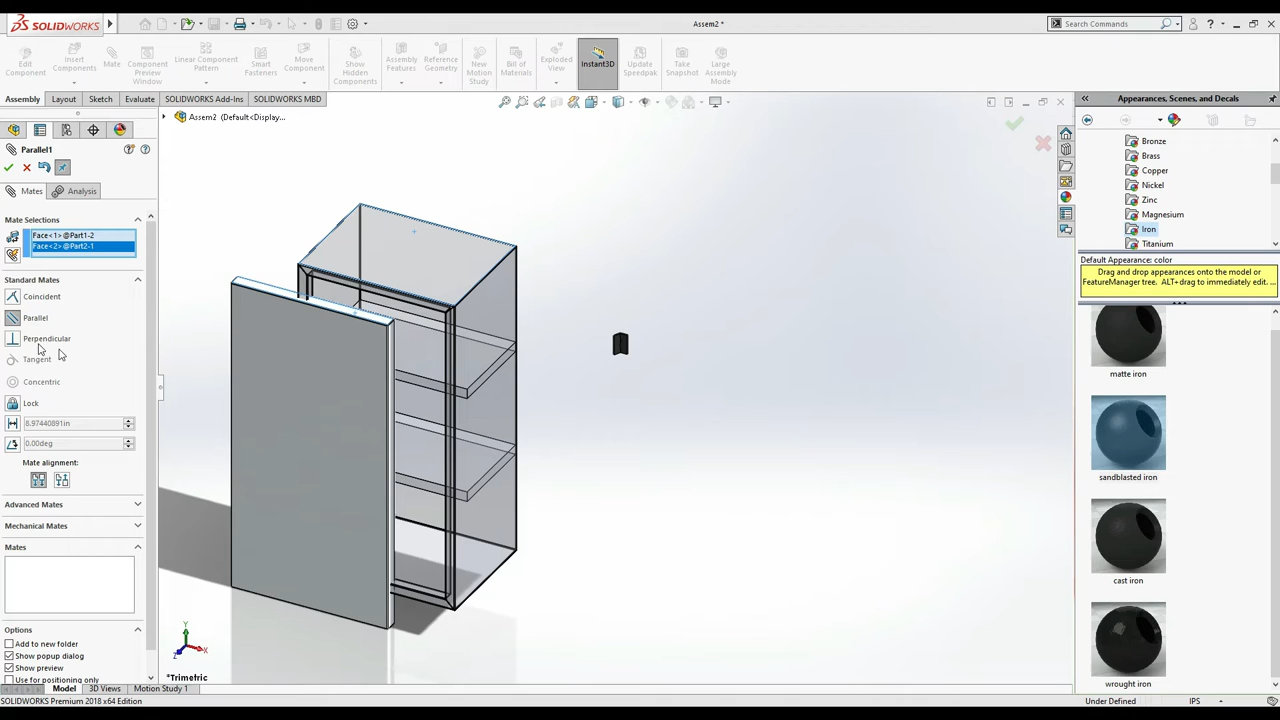 SOLIDWORKS
Assem2 *
Search Commands
Edit Component
Insert Components
Mate
Component Preview Window
Linear Component Pattern
Smart Fasteners
Move Component
Show Hidden Components
Assembly Features
Reference Geometry
New Motion Study
Bill of Materials
Exploded View
Instant3D
Update Speedpak
Take Snapshot
Large Assembly Mode
Assembly
Layout
Sketch
Evaluate
SOLIDWORKS Add-Ins
SOLIDWORKS MBD
Appearances, Scenes, and Decals
Assem2 (Default<Display...
Parallel1
Mates
Analysis
Mate Selections
Face<1>@Part1-2
Face<2>@Part2-1
Standard Mates
Coincident
Parallel
Perpendicular
Tangent
Concentric
Lock
8.97440891in
0.00deg
Mate alignment:
Advanced Mates
Mechanical Mates
Mates
Options
Add to new folder
Show popup dialog
Show preview
Use for positioning only
Y
X
Z
*Trimetric
Bronze
Brass
Copper
Nickel
Zinc
Magnesium
Iron
Titanium
Default Appearance: color
Drag and drop appearances onto the model or
FeatureManager tree. ALT+drag to immediately edit. ...
matte iron
sandblasted iron
cast iron
wrought iron
Model
3D Views
Motion Study 1
SOLIDWORKS Premium 2018 x64 Edition
Under Defined
IPS